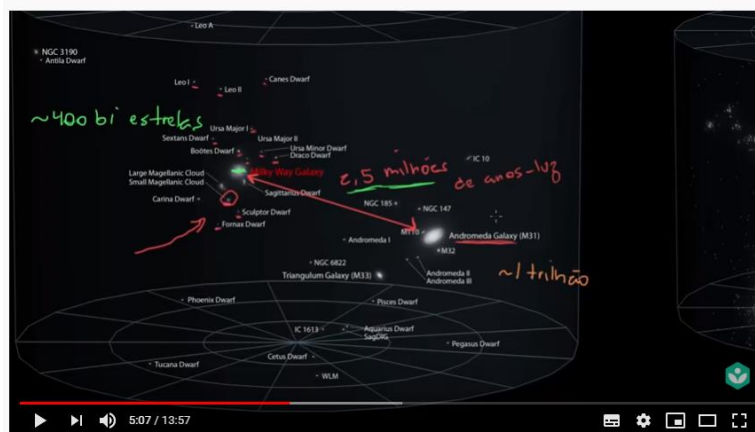 Leo A
NGC 3190
Antila Dwarf
Leo I
Leo II
Canes Dwarf
~400 bi estrelas
Ursa Major I
Ursa Major II
Sextans Dwarf
Boötes Dwarf
Ursa Minor Dwarf
Draco Dwarf
IC 10
Milky Way Galaxy
2,5 milhões
de anos-luz
Large Magellanic Cloud
Small Magellanic Cloud
Sagittarius Dwarf
Carina Dwarf
NGC 185
NGC 147
Sculptor Dwarf
Fornax Dwarf
M110
Andromeda Galaxy (M31)
Andromeda I
M32
NGC 6822
Triangulum Galaxy (M33)
Andromeda II
Andromeda III
~1 trilhão
Phoenix Dwarf
Pisces Dwarf
IC 1613
Aquarius Dwarf
SagDIG
Cetus Dwarf
Pegasus Dwarf
Tucana Dwarf
WLM
5:07 / 13:57